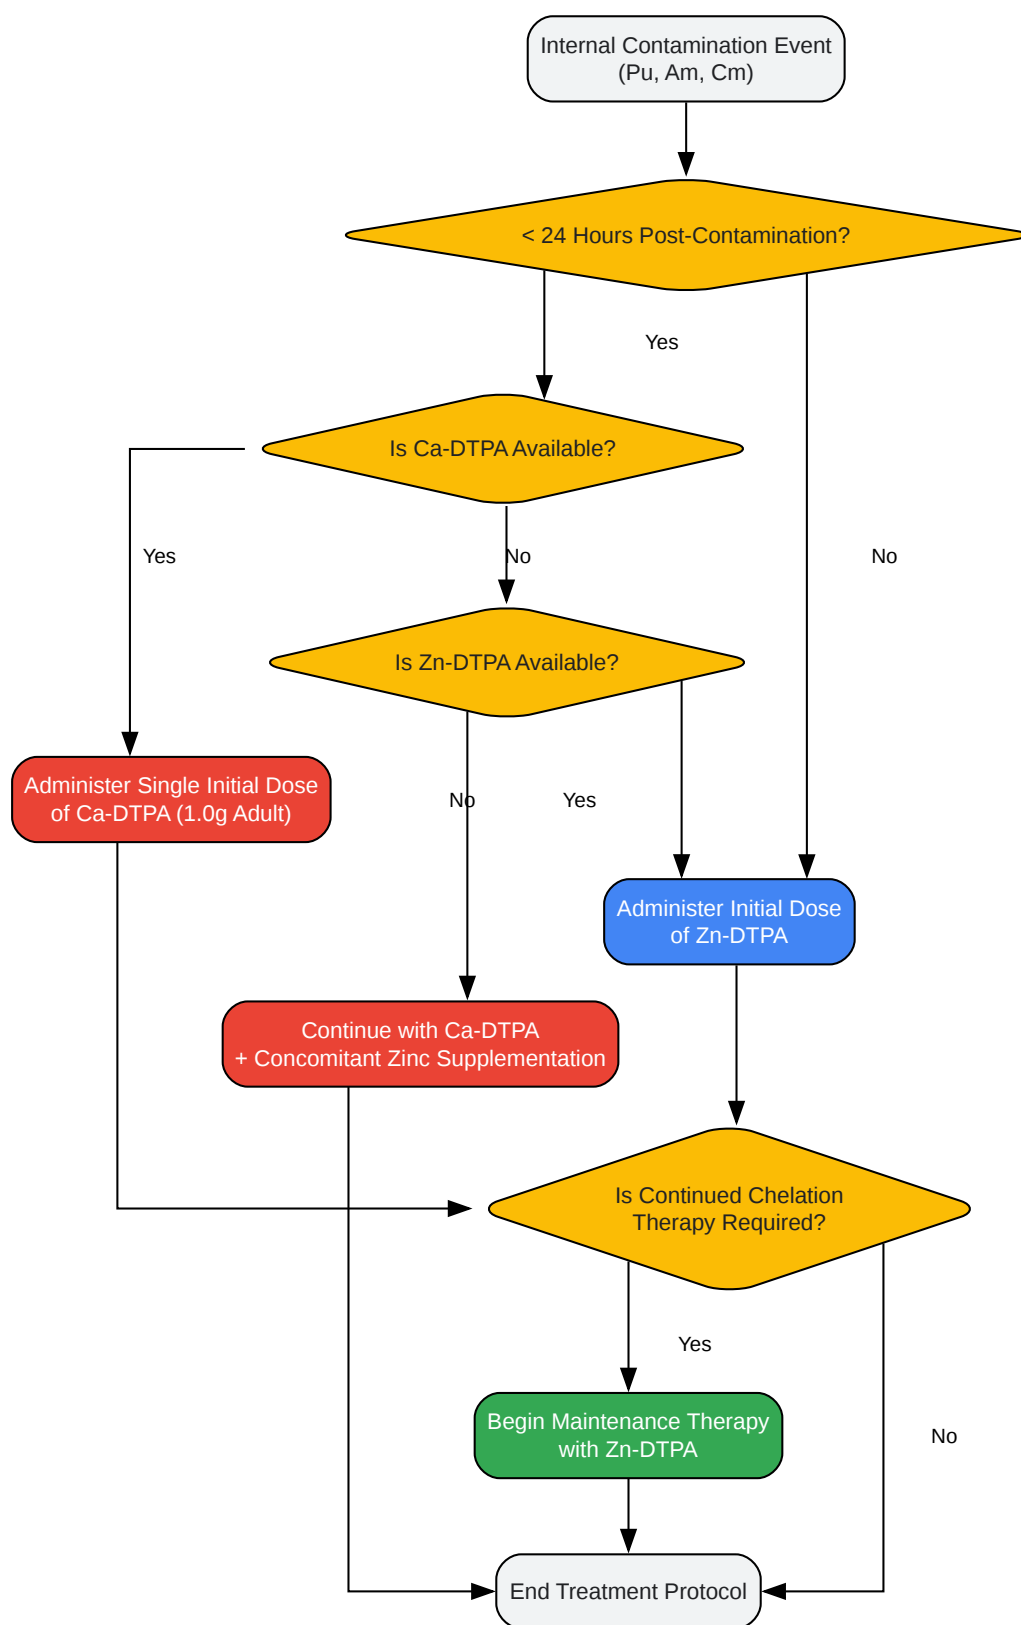 Internal Contamination Event
(Pu, Am, Cm)
< 24 Hours Post-Contamination?
Yes
Is Ca-DTPA Available?
Yes
No
No
Is Zn-DTPA Available?
Administer Single Initial Dose
of Ca-DTPA (1.0g Adult)
No
Yes
Administer Initial Dose
of Zn-DTPA
Continue with Ca-DTPA
+ Concomitant Zinc Supplementation
Is Continued Chelation
Therapy Required?
Yes
Begin Maintenance Therapy
with Zn-DTPA
No
End Treatment Protocol